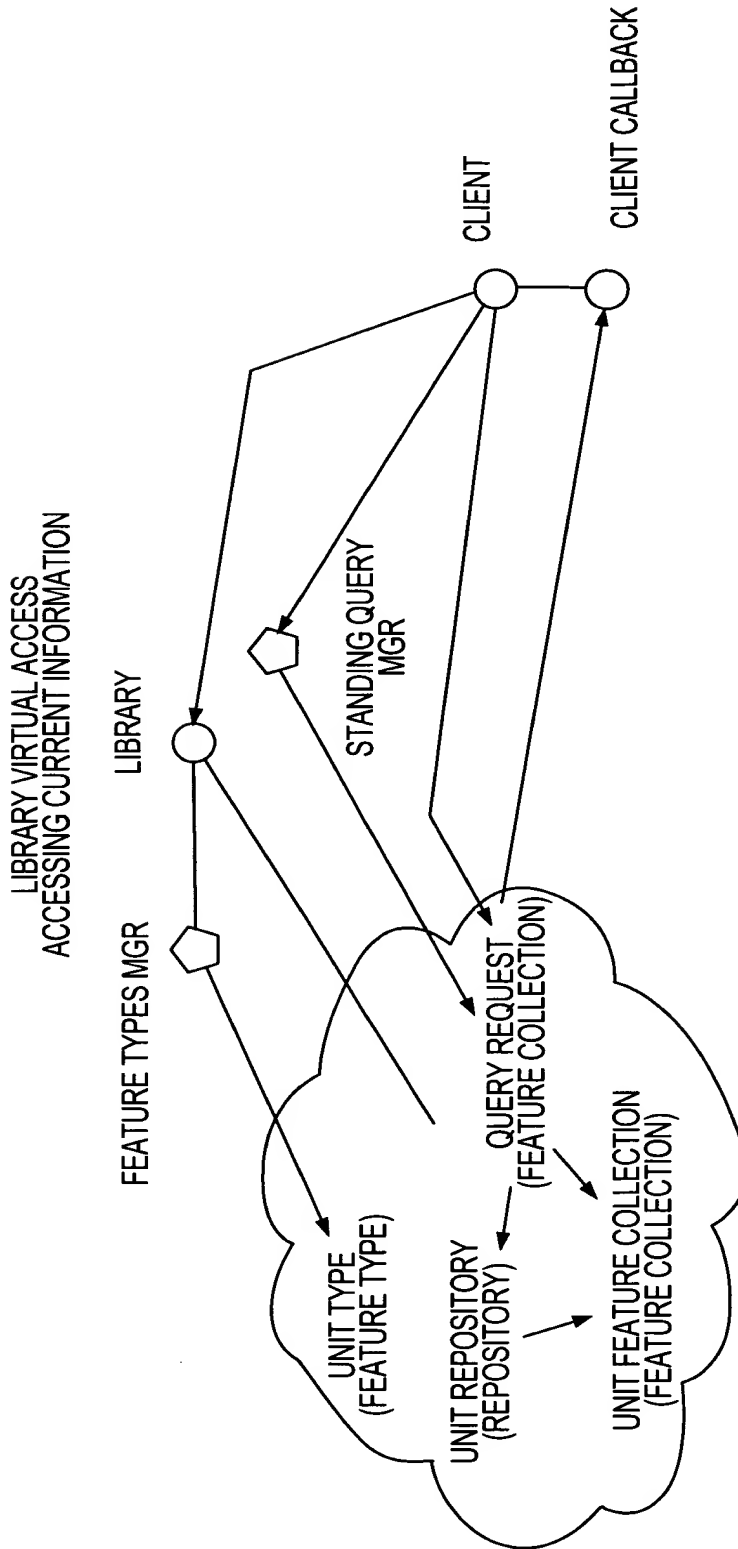 LIBRARY VIRTUAL ACCESS
ACCESSING CURRENT INFORMATION
FEATURE TYPES MGR
LIBRARY
STANDING QUERY
MGR
CLIENT
CLIENT CALLBACK
UNIT TYPE
(FEATURE TYPE)
UNIT REPOSITORY
(REPOSITORY)
QUERY REQUEST
(FEATURE COLLECTION)
UNIT FEATURE COLLECTION
(FEATURE COLLECTION)